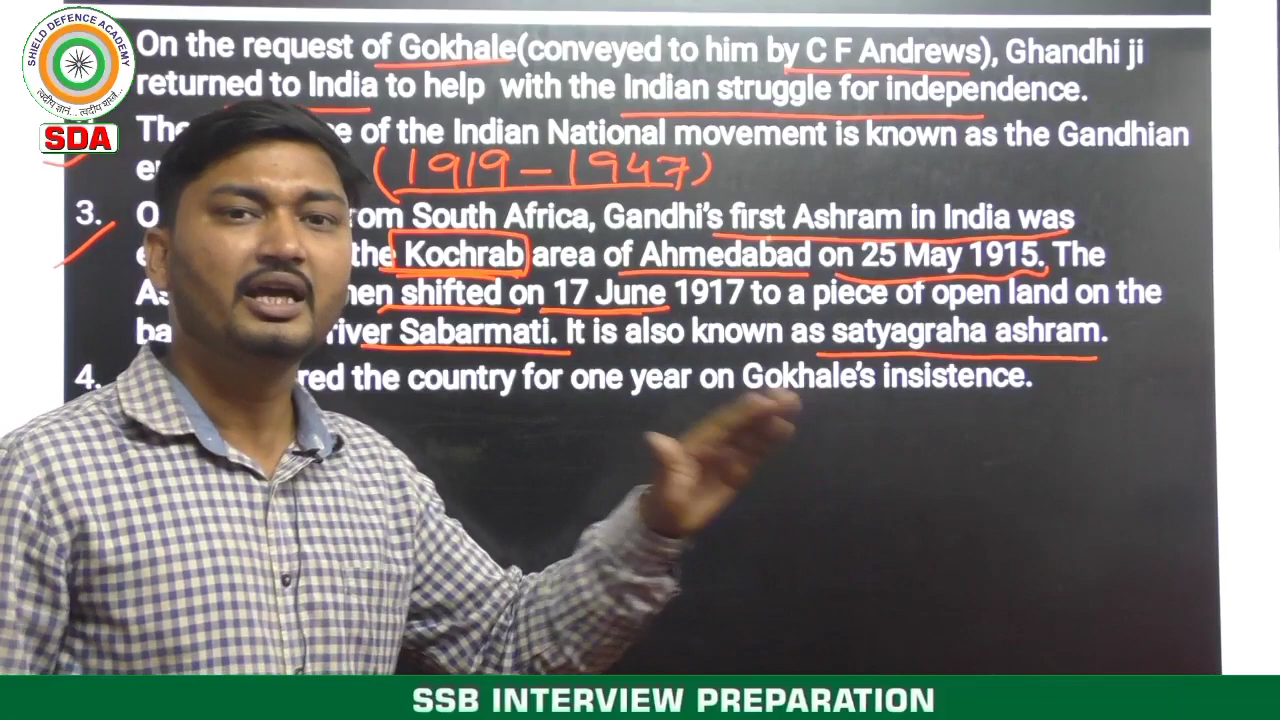 SHIELD DEFENCE ACADEMY
त्वदीय ज्ञानं... त्वदीय वास्ते...
SDA
On the request of Gokhale(conveyed to him by C F Andrews), Ghandhi ji
returned to India to help with the Indian struggle for independence.
The of the Indian National movement is known as the Gandhian
(1919-1947)
3. from South Africa, Gandhi's first Ashram in India was
the Kochrab area of Ahmedabad on 25 May 1915. The
shifted on 17 June 1917 to a piece of open land on the
river Sabarmati. It is also known as satyagraha ashram.
4. the country for one year on Gokhale's insistence.
SSB INTERVIEW PREPARATION